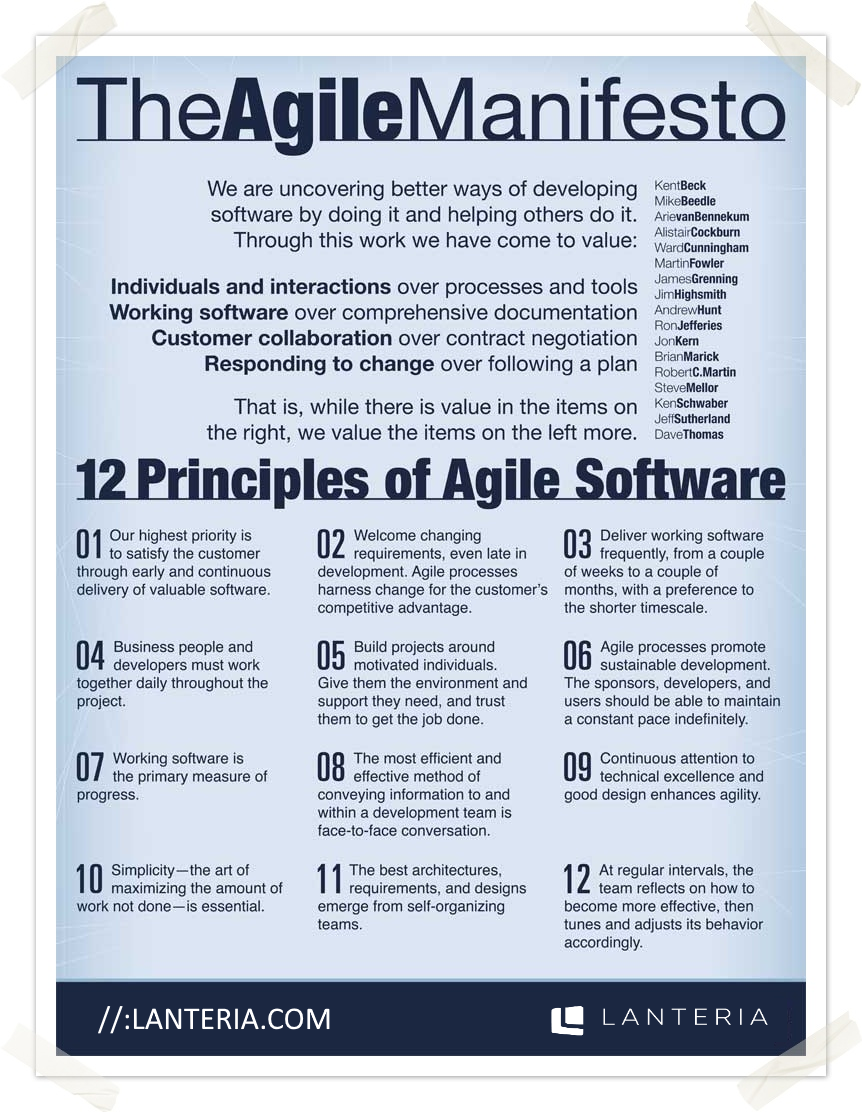 TheAgileManifesto
We are uncovering better ways of developing
software by doing it and helping others do it.
Through this work we have come to value:
Individuals and interactions over processes and tools
Working software over comprehensive documentation
Customer collaboration over contract negotiation
Responding to change over following a plan
That is, while there is value in the items on
the right, we value the items on the left more.
KentBeck
MikeBeedle
ArievanBennekum
AlistairCockburn
WardCunningham
MartinFowler
JamesGrenning
JimHighsmith
AndrewHunt
RonJefferies
JonKern
BrianMarick
RobertC.Martin
SteveMellor
KenSchwaber
JeffSutherland
DaveThomas
12 Principles of Agile Software
01 Our highest priority is
to satisfy the customer
through early and continuous
delivery of valuable software.
02 Welcome changing
requirements, even late in
development. Agile processes
harness change for the customer's
competitive advantage.
03 Deliver working software
frequently, from a couple
of weeks to a couple of
months, with a preference to
the shorter timescale.
04 Business people and
developers must work
together daily throughout the
project.
05 Build projects around
motivated individuals.
Give them the environment and
support they need, and trust
them to get the job done.
06 Agile processes promote
sustainable development.
The sponsors, developers, and
users should be able to maintain
a constant pace indefinitely.
07 Working software is
the primary measure of
progress.
08 The most efficient and
effective method of
conveying information to and
within a development team is
face-to-face conversation.
09 Continuous attention to
technical excellence and
good design enhances agility.
10 Simplicity—the art of
maximizing the amount of
work not done—is essential.
11 The best architectures,
requirements, and designs
emerge from self-organizing
teams.
12 At regular intervals, the
team reflects on how to
become more effective, then
tunes and adjusts its behavior
accordingly.
//:LANTERIA.COM
LANTERIA